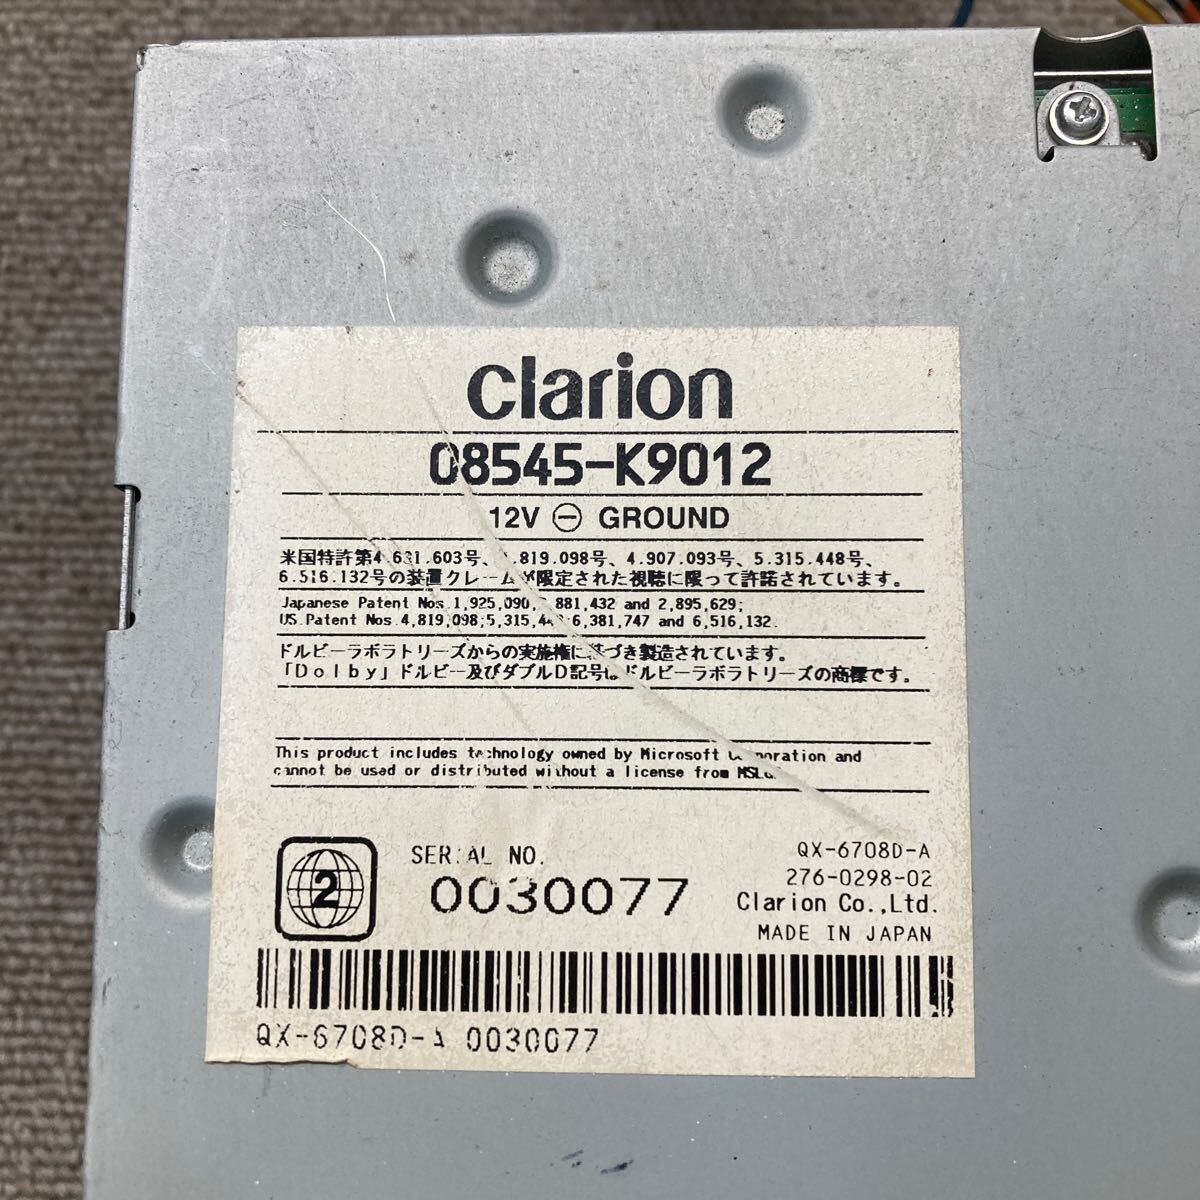 clarion
08545-K9012
12V ⊖ GROUND
米国特許第4.631.603号、4.819.098号、4.907.093号、5.315.448号、
6.516.132号の装置クレームが限定された視聴に限って許諾されています。
Japanese Patent Nos. 1,925,090, 881,432 and 2,895,629;
US Patent Nos. 4,819,098; 5,315,448 6,381,747 and 6,516,132.
ドルビーラボラトリーズからの実施権に基づき製造されています。
「Dolby」ドルビー及びダブルD記号はドルビーラボラトリーズの商標です。
This product includes technology owned by Microsoft Corporation and
cannot be used or distributed without a license from
2
SERIAL NO.
0030077
QX-6708D-A
276-0298-02
Clarion Co.,Ltd.
MADE IN JAPAN
QX-6708D-A 0030077